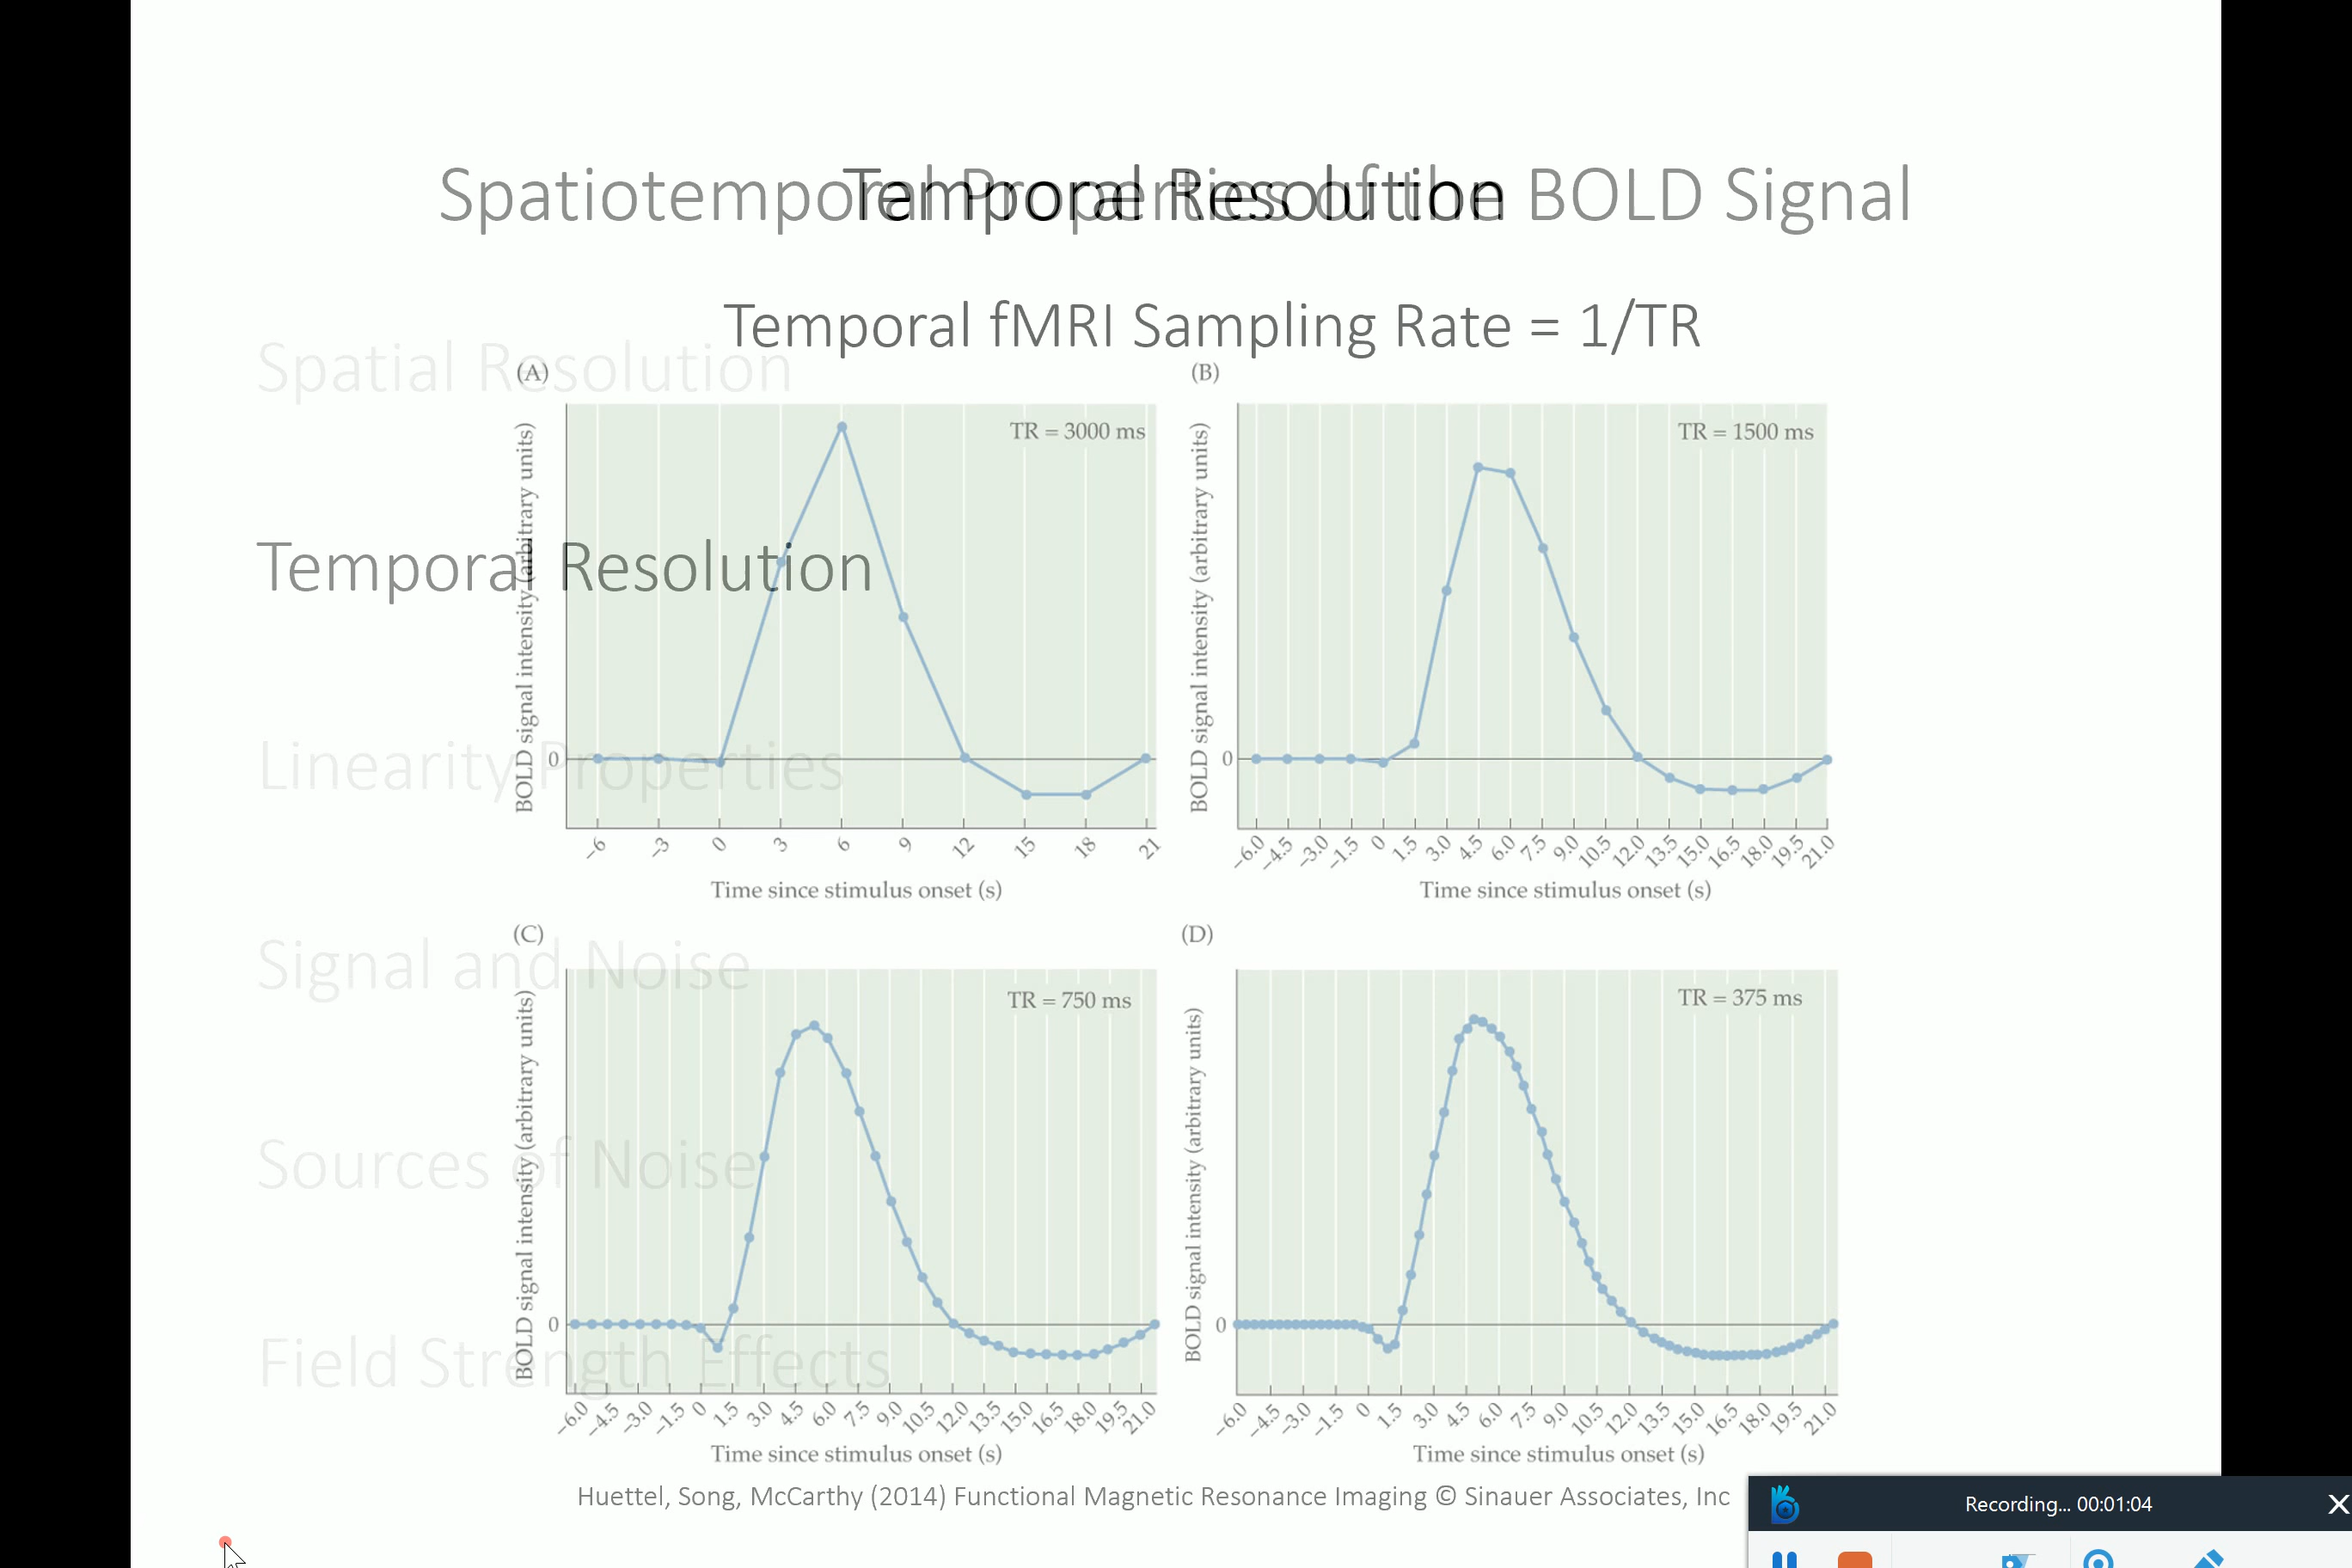 Spatiotemporal Properties of the BOLD Signal
Temporal Resolution
Temporal fMRI Sampling Rate = 1/TR
Spatial Resolution
Temporal Resolution
Linearity Properties
Signal and Noise
Sources of Noise
Field Strength Effects
(A)
TR = 3000 ms
BOLD signal intensity (arbitrary units)
0
−6 −3 0 3 6 9 12 15 18 21
Time since stimulus onset (s)
(B)
TR = 1500 ms
BOLD signal intensity (arbitrary units)
0
−6.0 −4.5 −3.0 −1.5 0 1.5 3.0 4.5 6.0 7.5 9.0 10.5 12.0 13.5 15.0 16.5 18.0 19.5 21.0
Time since stimulus onset (s)
(C)
TR = 750 ms
BOLD signal intensity (arbitrary units)
0
−6.0 −4.5 −3.0 −1.5 0 1.5 3.0 4.5 6.0 7.5 9.0 10.5 12.0 13.5 15.0 16.5 18.0 19.5 21.0
Time since stimulus onset (s)
(D)
TR = 375 ms
BOLD signal intensity (arbitrary units)
0
−6.0 −4.5 −3.0 −1.5 0 1.5 3.0 4.5 6.0 7.5 9.0 10.5 12.0 13.5 15.0 16.5 18.0 19.5 21.0
Time since stimulus onset (s)
Huettel, Song, McCarthy (2014) Functional Magnetic Resonance Imaging © Sinauer Associates, Inc
Recording... 00:01:04